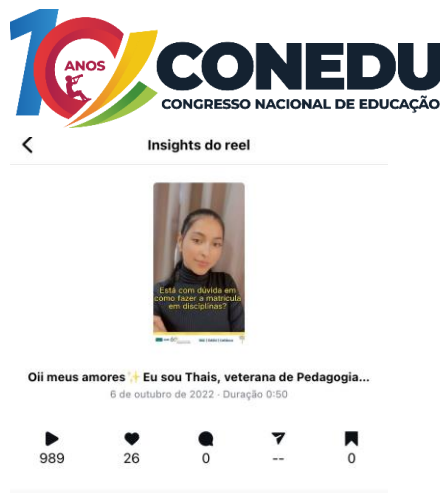 10 ANOS
CONEDU
CONGRESSO NACIONAL DE EDUCAÇÃO
Insights do reel
Está com dúvida em
como fazer a matrícula
em disciplinas?
Oii meus amores✨Eu sou Thais, veterana de Pedagogia...
6 de outubro de 2022 · Duração 0:50
989 26 0 -- 0